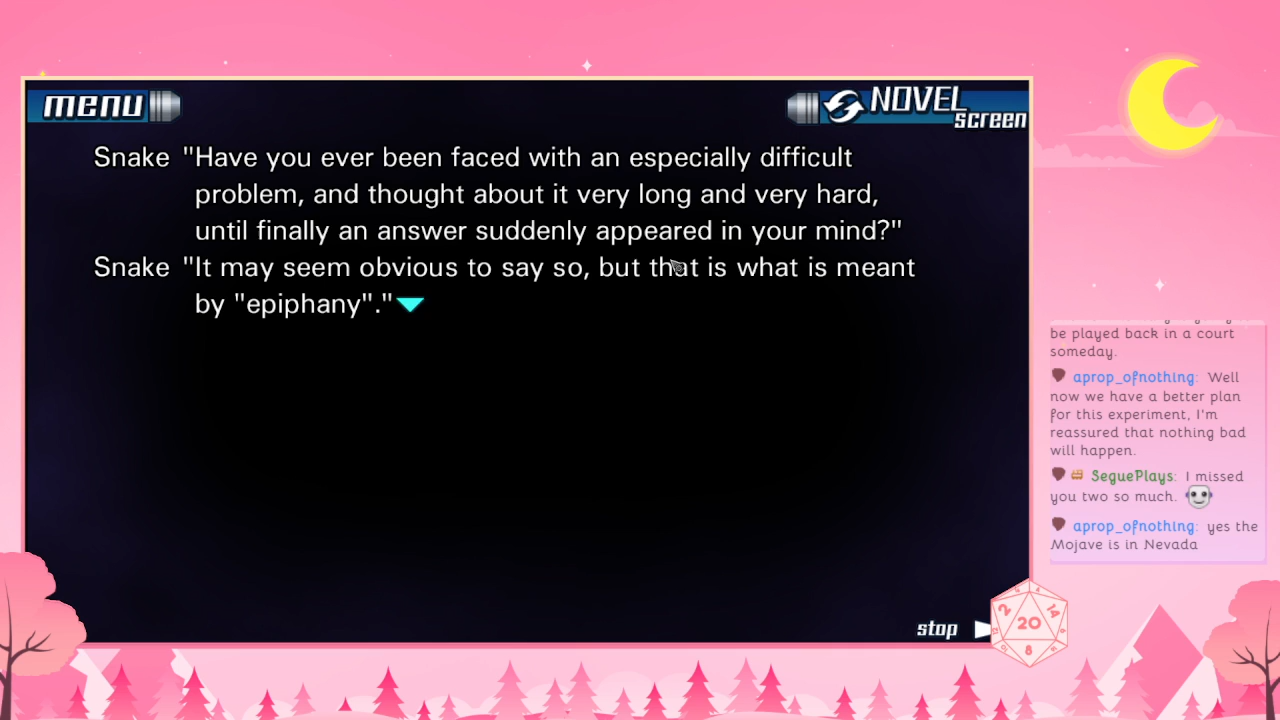 menu
NOVEL
screen
Snake "Have you ever been faced with an especially difficult
problem, and thought about it very long and very hard,
until finally an answer suddenly appeared in your mind?"
Snake "It may seem obvious to say so, but that is what is meant
by "epiphany"."
stop
be played back in a court
someday.
aprop_ofnothing: Well
now we have a better plan
for this experiment, I'm
reassured that nothing bad
will happen.
SeguePlays: I missed
you two so much.
aprop_ofnothing: yes the
Mojave is in Nevada
2
14
20
8